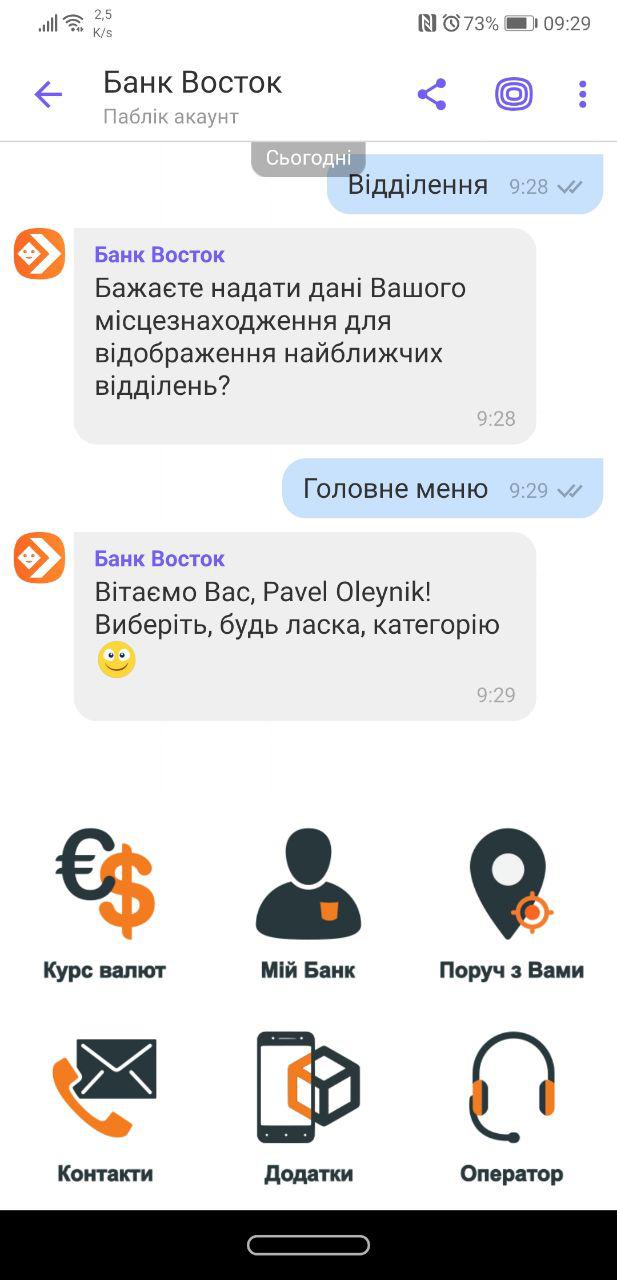 2,5
K/s
73%
09:29
Банк Восток
Паблік акаунт
Сьогодні
Відділення 9:28
Банк Восток
Бажаєте надати дані Вашого
місцезнаходження для
відображення найближчих
відділень?
9:28
Головне меню 9:29
Банк Восток
Вітаємо Вас, Pavel Oleynik!
Виберіть, будь ласка, категорію
9:29
Курс валют
Мій Банк
Поруч з Вами
Контакти
Додатки
Оператор